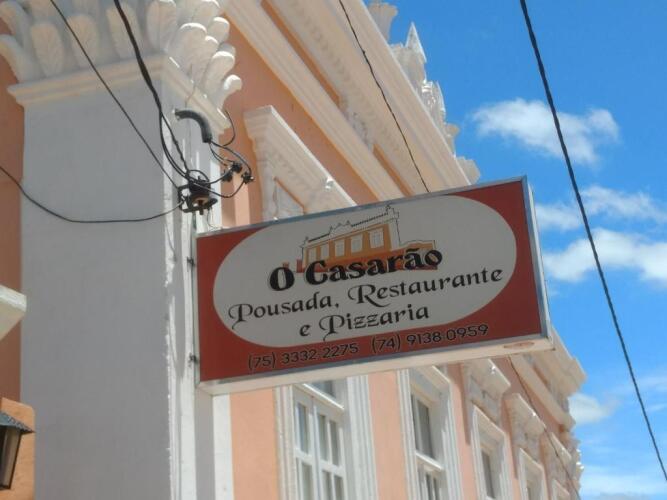 O Casarão
Pousada, Restaurante
e Pizzaria
(75) 3332-2275 (74) 9138-0959